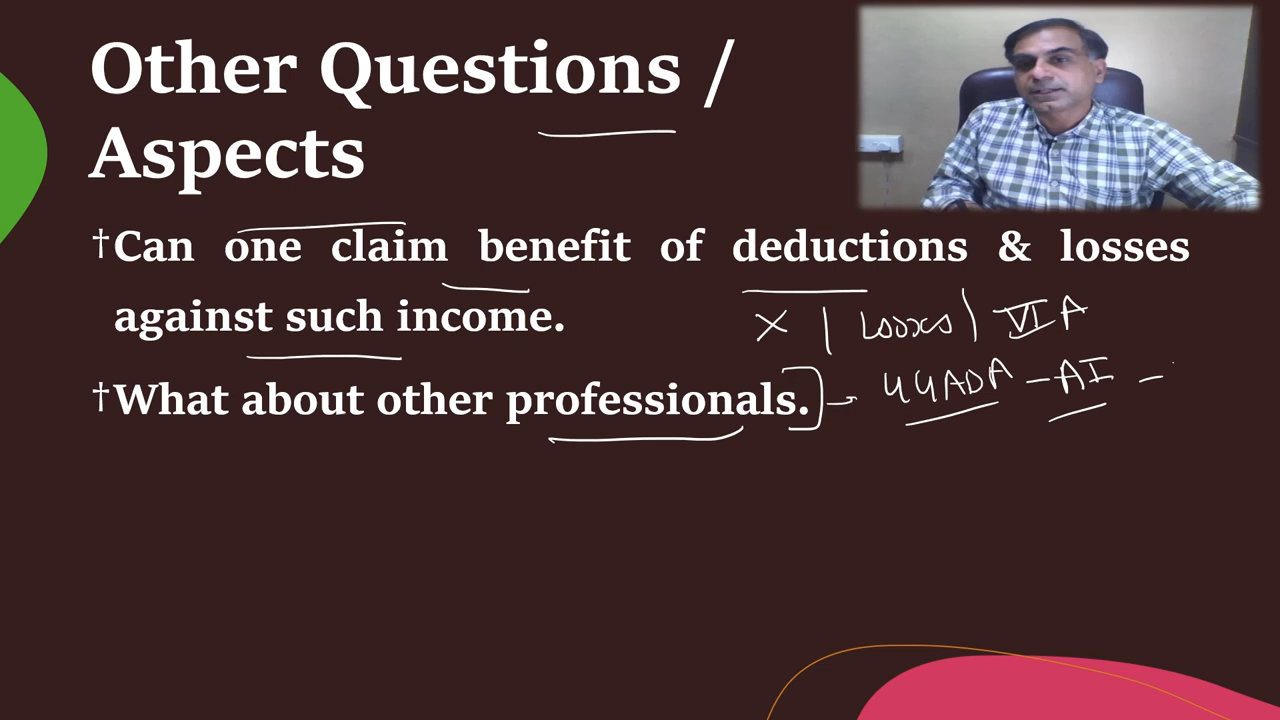 Other Questions /
Aspects
†Can one claim benefit of deductions & losses
against such income.
X | Losses | VI A
†What about other professionals.] → 44ADA – AI –